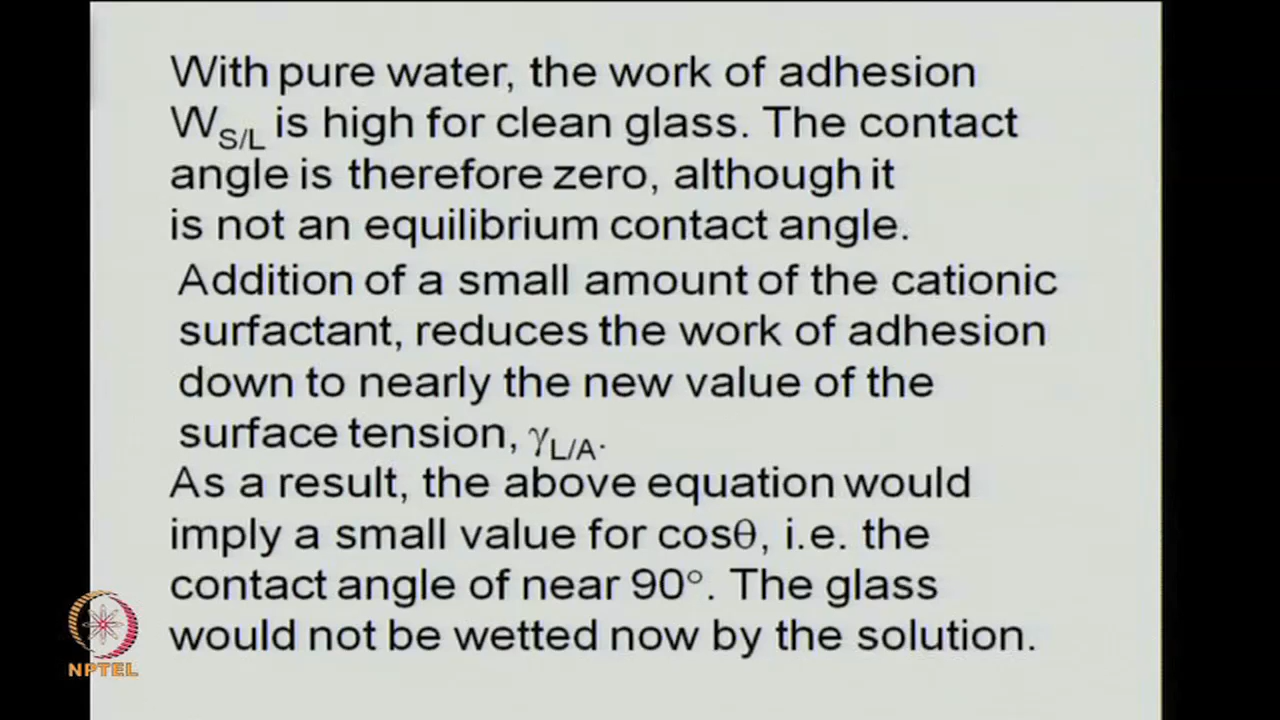 With pure water, the work of adhesion
W_S/L is high for clean glass. The contact
angle is therefore zero, although it
is not an equilibrium contact angle.
Addition of a small amount of the cationic
surfactant, reduces the work of adhesion
down to nearly the new value of the
surface tension, γ_L/A.
As a result, the above equation would
imply a small value for cosθ, i.e. the
contact angle of near 90°. The glass
would not be wetted now by the solution.
NPTEL